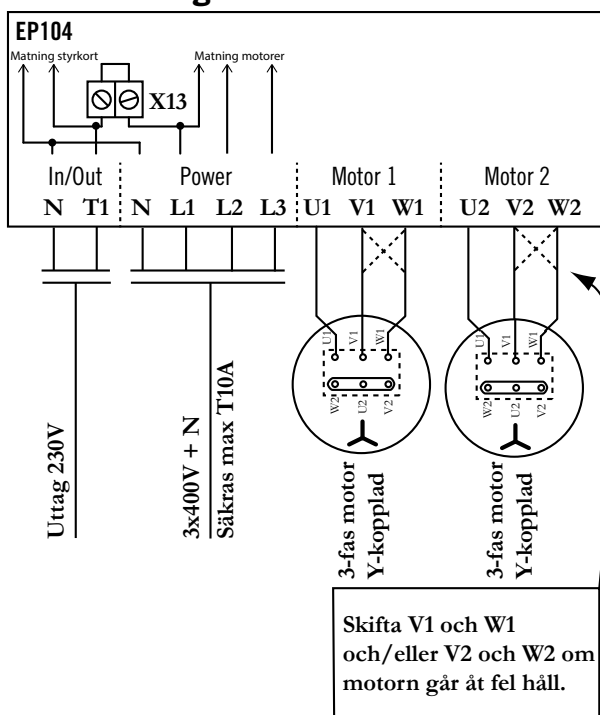 EP104
Matning styrkort Matning motorer
X13
In/Out Power Motor 1 Motor 2
N T1 N L1 L2 L3 U1 V1 W1 U2 V2 W2
U1 V1 W1 U1 V1 W1
W2 U2 V2 W2 U2 V2
Uttag 230V
3x400V + N
Säkras max T10A
3-fas motor
Y-kopplad
3-fas motor
Y-kopplad
Skifta V1 och W1
och/eller V2 och W2 om
motorn går åt fel håll.